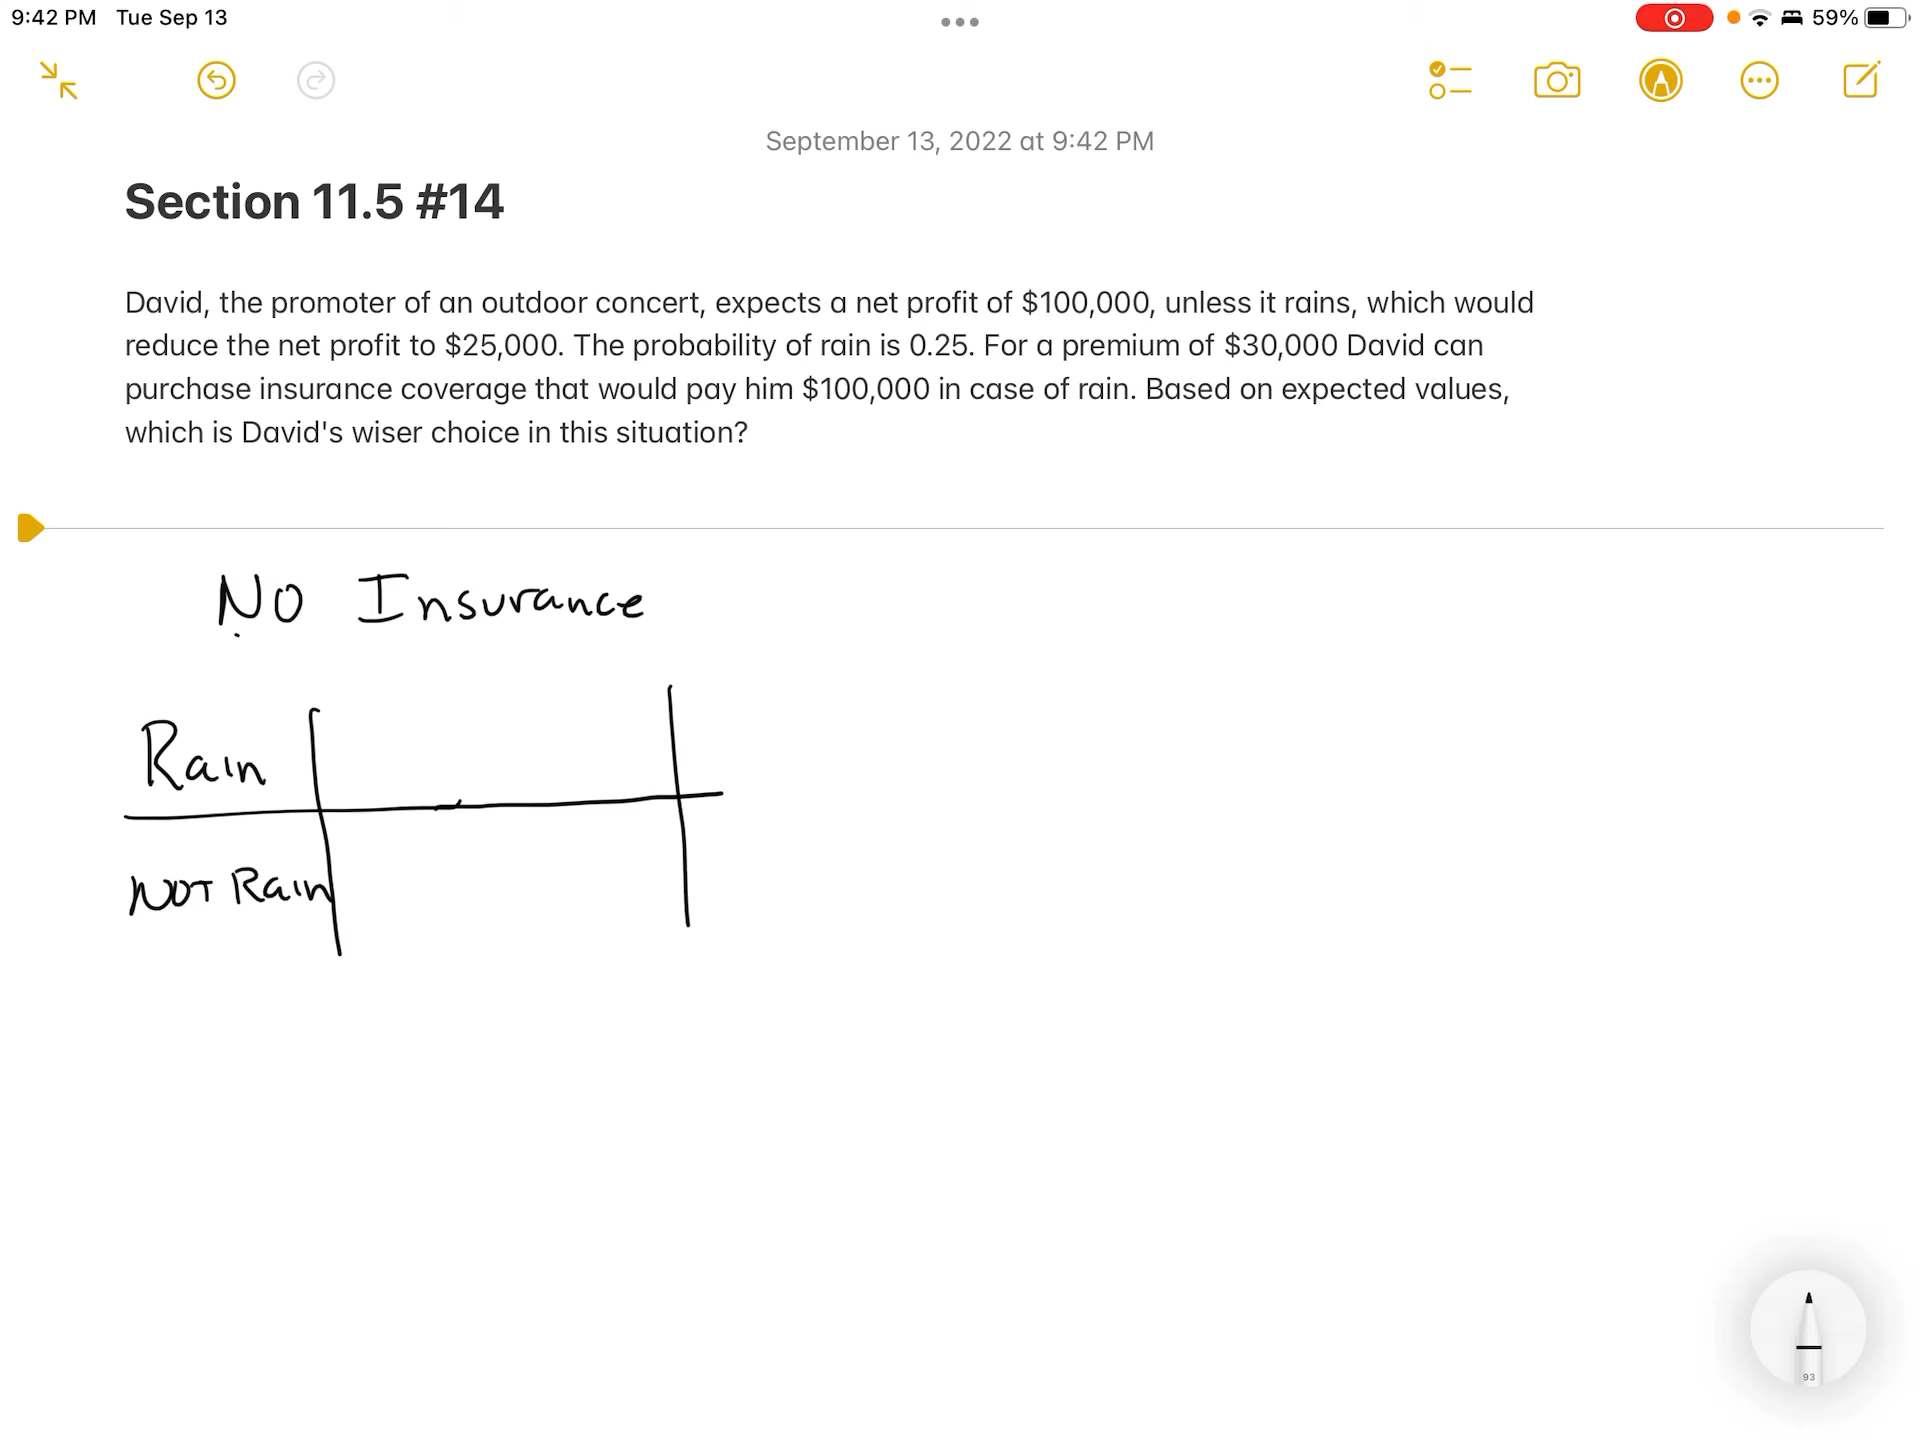 9:42 PM Tue Sep 13
59%
September 13, 2022 at 9:42 PM
Section 11.5 #14
David, the promoter of an outdoor concert, expects a net profit of $100,000, unless it rains, which would
reduce the net profit to $25,000. The probability of rain is 0.25. For a premium of $30,000 David can
purchase insurance coverage that would pay him $100,000 in case of rain. Based on expected values,
which is David's wiser choice in this situation?
No Insurance
Rain
NOT Rain
93